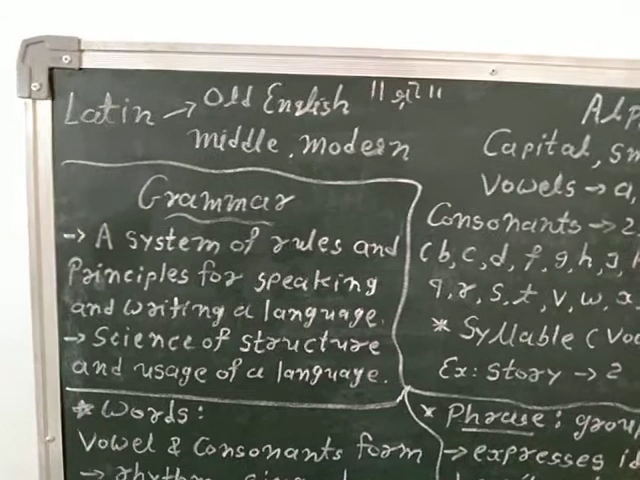 Latin → Old English
middle, modern
Grammar
→ A system of rules and
Principles for speaking
and writing a language.
→ Science of structure
and usage of a language.
* Words:
Vowel & Consonants form
Capital, sm
Vowels → a,
Consonants → 2
(b, c, d, f, g, h, j,
q, r, s, t, v, w, x
* Syllable (Vo
Ex: Story → 2
* Phrase: grou
→ expresses id